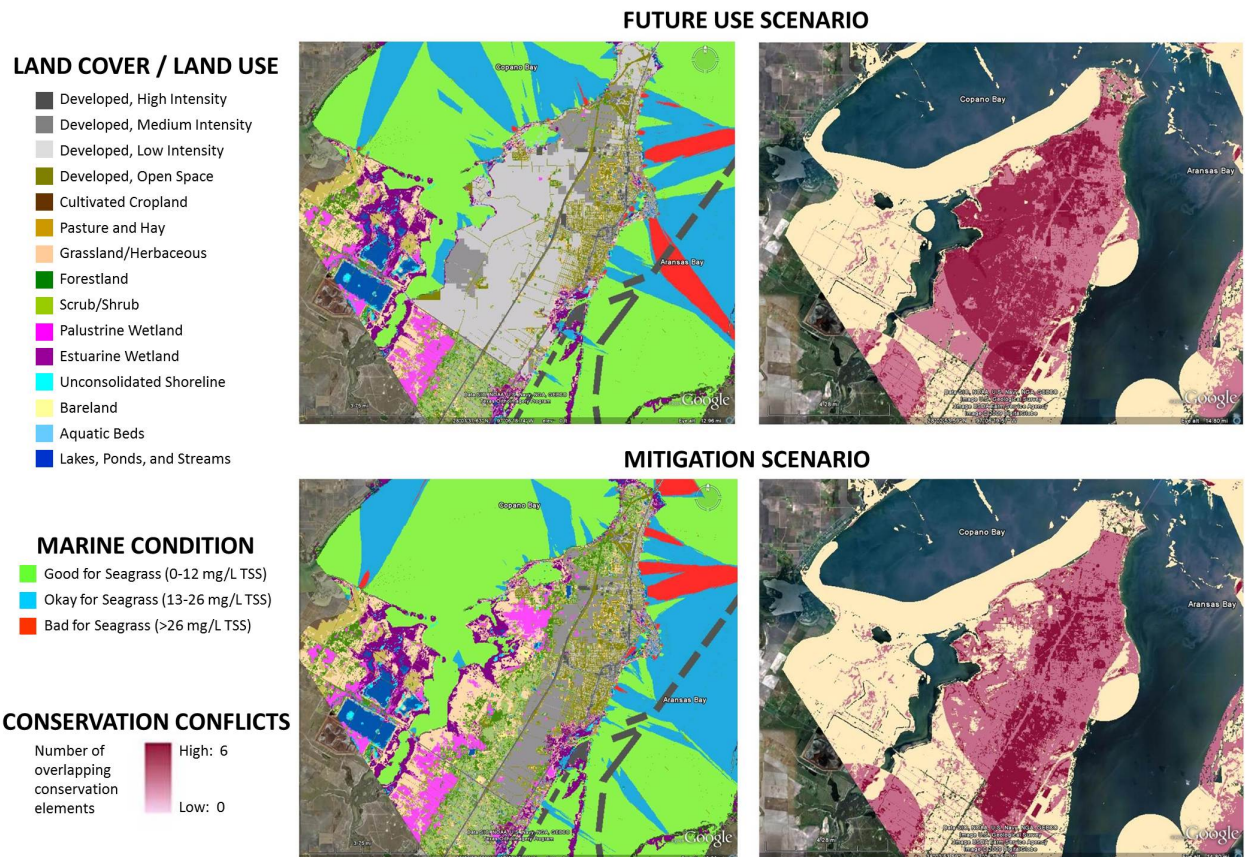 FUTURE USE SCENARIO
LAND COVER / LAND USE
Developed, High Intensity
Developed, Medium Intensity
Developed, Low Intensity
Developed, Open Space
Cultivated Cropland
Pasture and Hay
Grassland/Herbaceous
Forestland
Scrub/Shrub
Palustrine Wetland
Estuarine Wetland
Unconsolidated Shoreline
Bareland
Aquatic Beds
Lakes, Ponds, and Streams
MARINE CONDITION
Good for Seagrass (0-12 mg/L TSS)
Okay for Seagrass (13-26 mg/L TSS)
Bad for Seagrass (>26 mg/L TSS)
CONSERVATION CONFLICTS
Number of
overlapping
conservation
elements
High: 6
Low: 0
Copano Bay
Aransas Bay
Google
Copano Bay
Aransas Bay
Google
MITIGATION SCENARIO
Copano Bay
Aransas Bay
Google
Copano Bay
Aransas Bay
Google